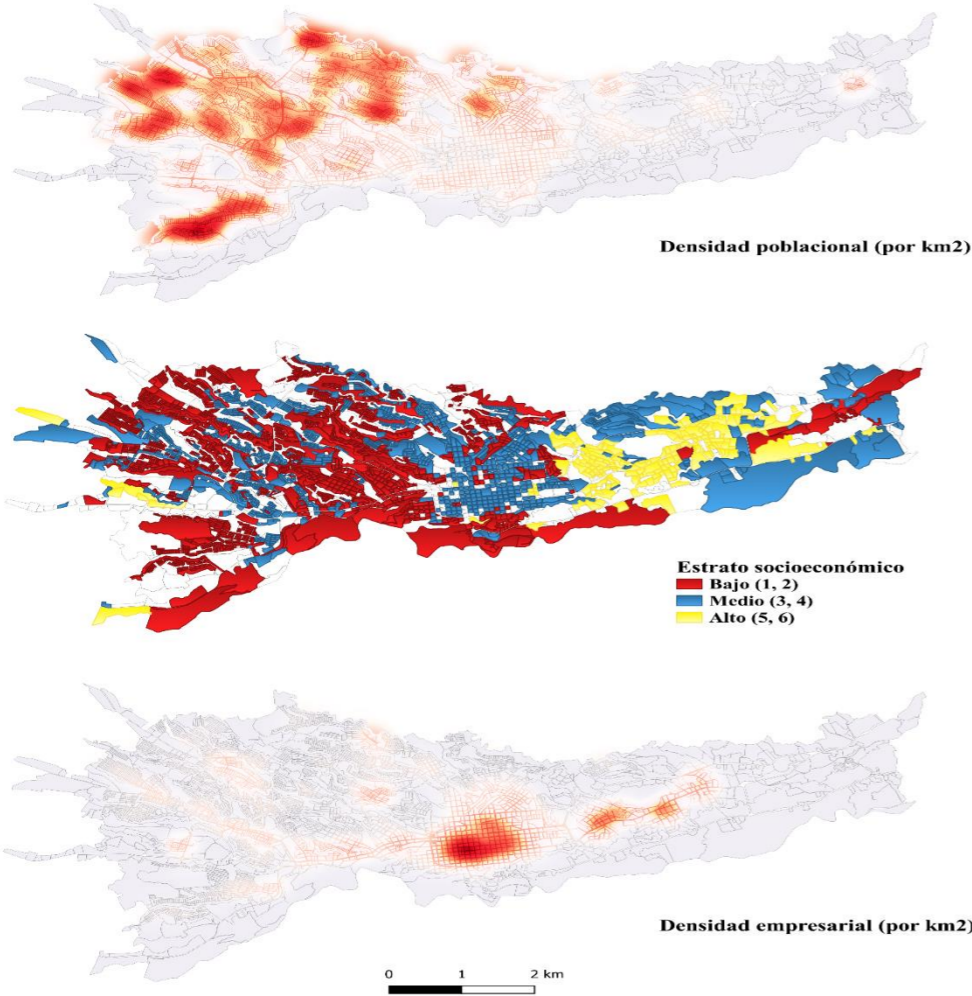 Densidad poblacional (por km2)
Estrato socioeconómico
Bajo (1, 2)
Medio (3, 4)
Alto (5, 6)
Densidad empresarial (por km2)
0 1 2 km